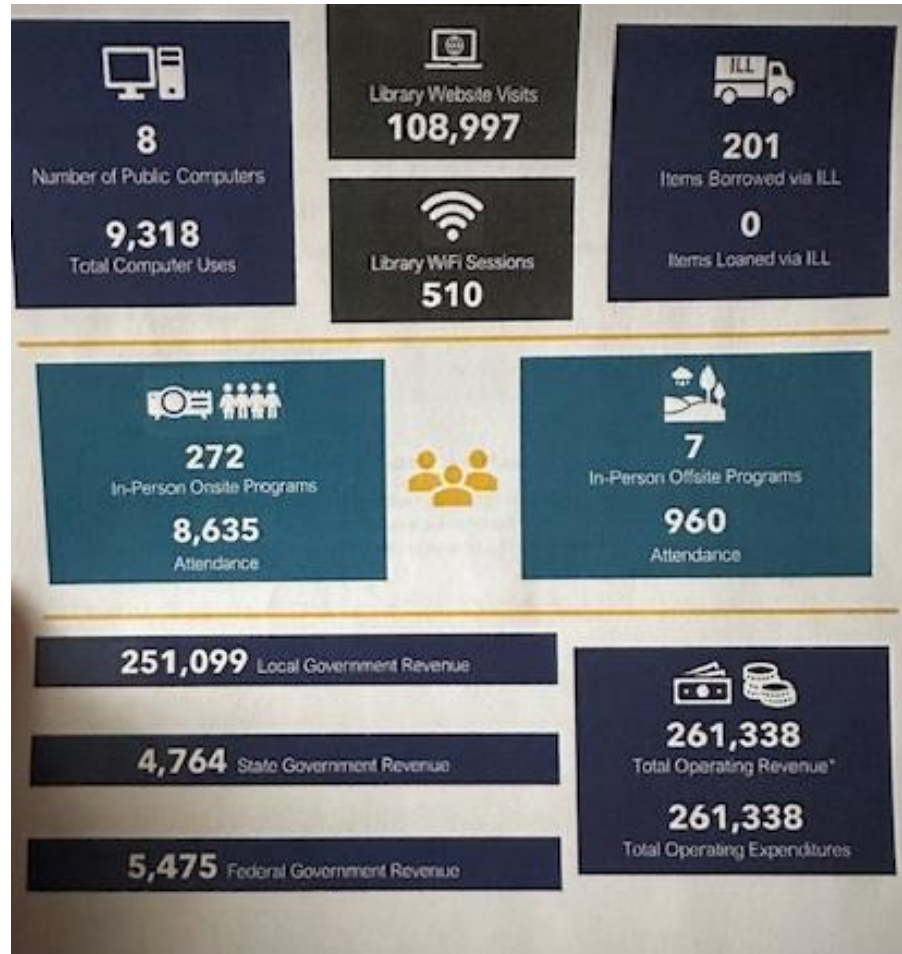 8
Number of Public Computers
9,318
Total Computer Uses
Library Website Visits
108,997
Library WiFi Sessions
510
ILL
201
Items Borrowed via ILL
0
Items Loaned via ILL
272
In-Person Onsite Programs
8,635
Attendance
7
In-Person Offsite Programs
960
Attendance
251,099 Local Government Revenue
4,764 State Government Revenue
5,475 Federal Government Revenue
261,338
Total Operating Revenue*
261,338
Total Operating Expenditures